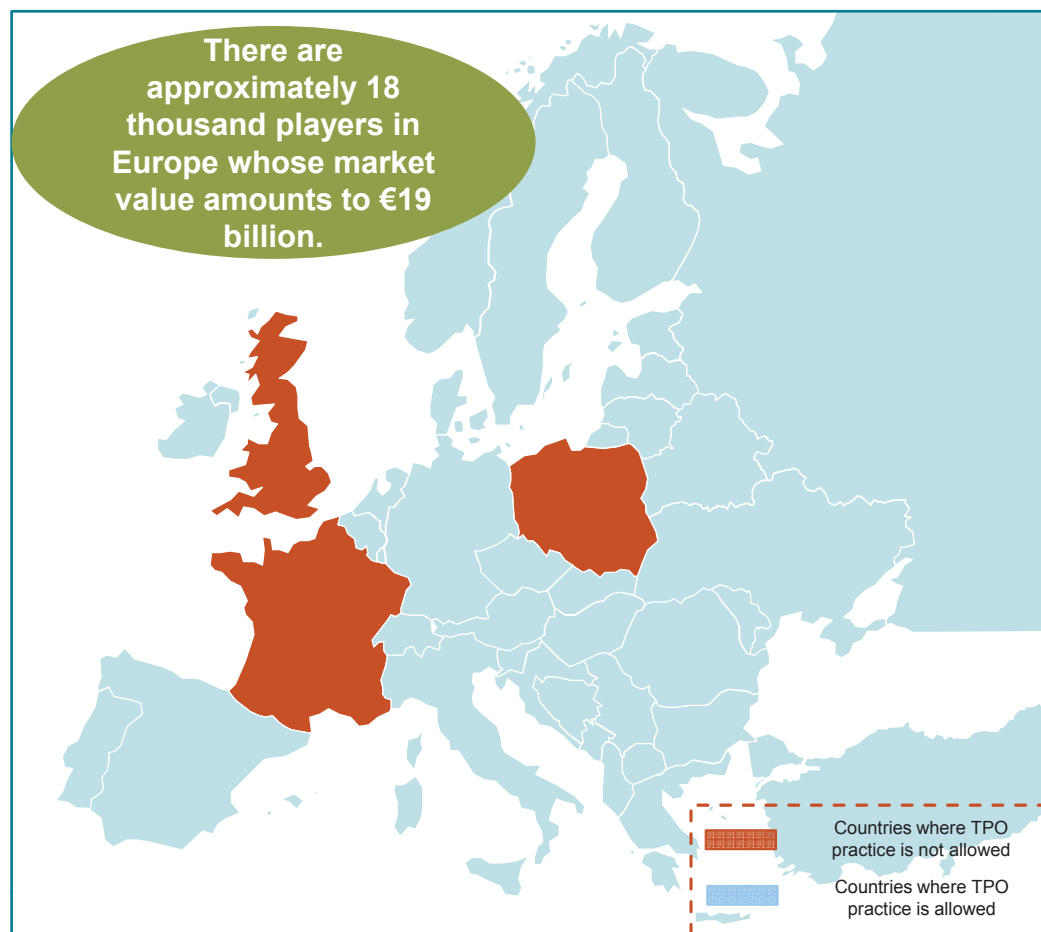 There are
approximately 18
thousand players in
Europe whose market
value amounts to €19
billion.
Countries where TPO
practice is not allowed
Countries where TPO
practice is allowed